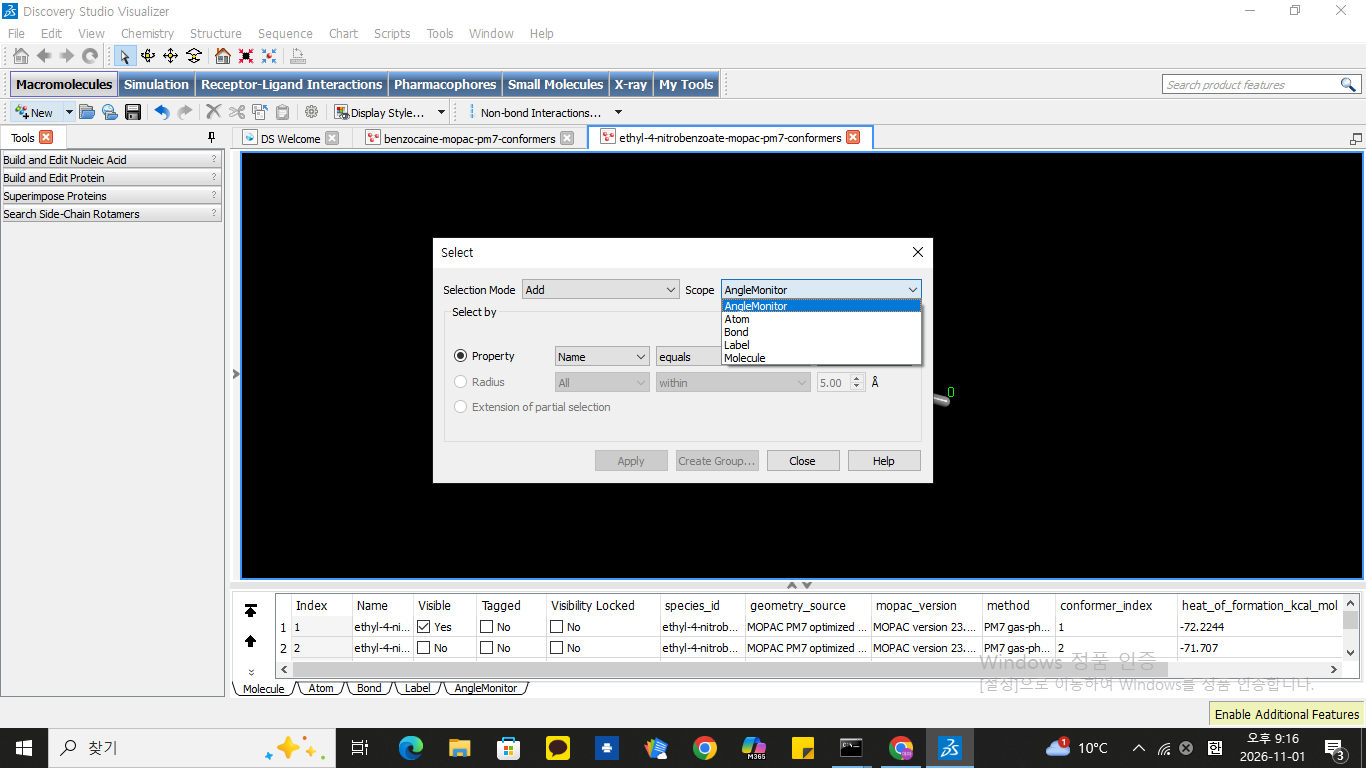 Discovery Studio Visualizer
File Edit View Chemistry Structure Sequence Chart Scripts Tools Window Help
Macromolecules Simulation Receptor-Ligand Interactions Pharmacophores Small Molecules X-ray My Tools Search product features
New Display Style... Non-bond Interactions...
Tools DS Welcome benzocaine-mopac-pm7-conformers ethyl-4-nitrobenzoate-mopac-pm7-conformers
Build and Edit Nucleic Acid ?
Build and Edit Protein ?
Superimpose Proteins ?
Search Side-Chain Rotamers ?
Select
Selection Mode Add Scope AngleMonitor
AngleMonitor
Select by
Atom
Bond
Label
Property Name equals
Molecule
Radius All within 5.00 Å
O
Extension of partial selection
Apply Create Group... Close Help
Index Name Visible Tagged Visibility Locked species_id geometry_source mopac_version method conformer_index heat_of_formation_kcal_mol
1 1 ethyl-4-ni... Yes No No ethyl-4-nitrob... MOPAC PM7 optimized ... MOPAC version 23.... PM7 gas-ph... 1 -72.2244
2 2 ethyl-4-ni... No No No ethyl-4-nitrob... MOPAC PM7 optimized ... MOPAC version 23.... PM7 gas-ph... 2 -71.707
Windows 정품 인증
[설정]으로 이동하여 Windows를 정품 인증합니다.
Molecule Atom Bond Label AngleMonitor
Enable Additional Features
찾기 M365 1 10°C 한 오후 9:16
2026-11-01 3